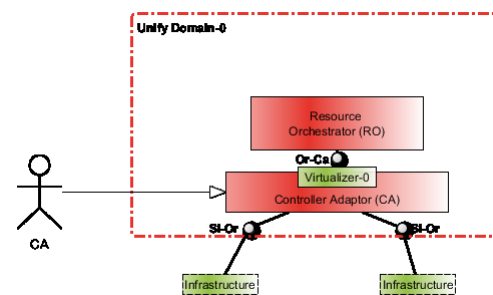 Unify Domain-0
Resource
Orchestrator (RO)
Or-Ca
Virtualizer-0
Controller Adaptor (CA)
CA
Sl-Or
Sl-Or
Infrastructure
Infrastructure